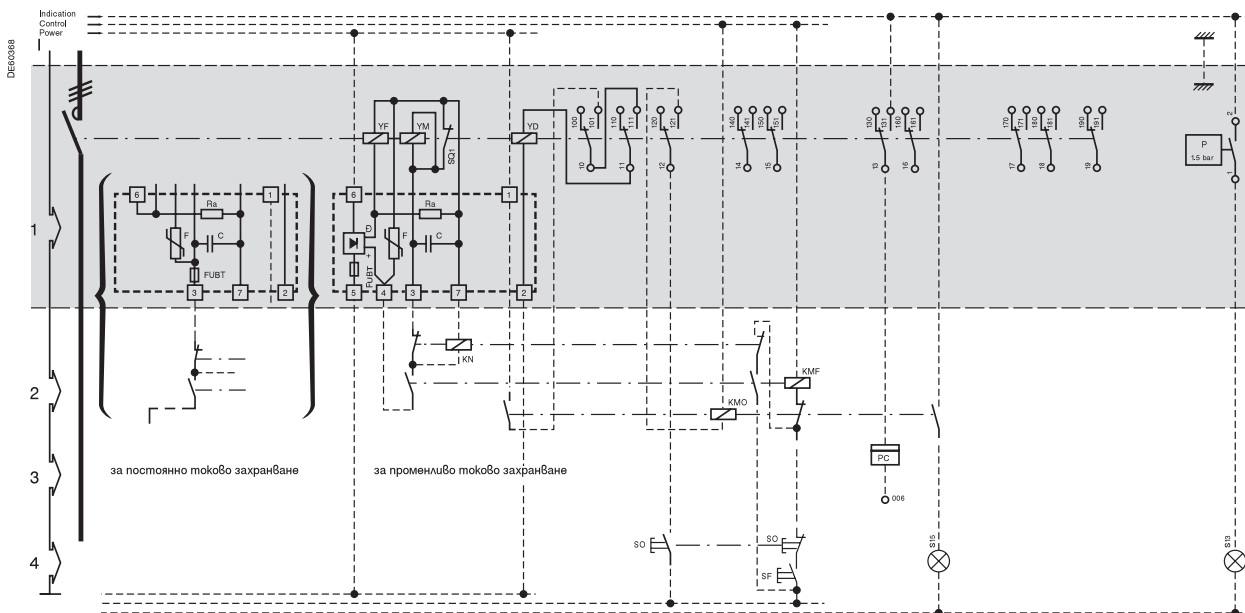 Indication
Control
Power
DE60368
YF
YM
SQ1
YD
100
101
110
111
120
121
140
141
150
151
130
131
160
161
170
171
180
181
190
191
10
11
12
14
15
13
16
17
18
19
P
1.5 bar
2
1
6
1
Ra
F
C
FUBT
3
7
2
6
1
Ra
Đ
F
C
+
FUBT
5
4
3
7
2
1
2
3
4
KN
KMF
KMO
PC
006
за постоянно токово захранване
за променливо токово захранване
SO
SO
SF
S15
S13